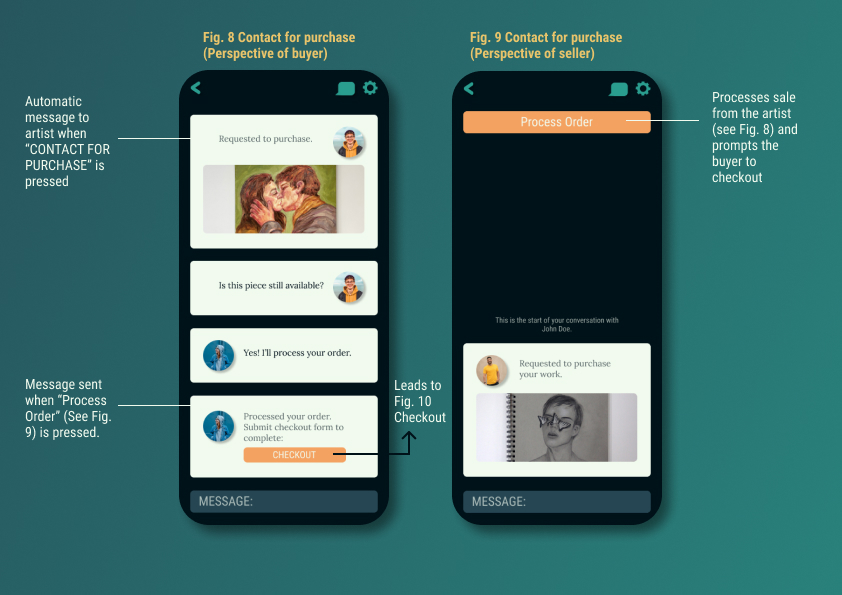 Fig. 8 Contact for purchase
(Perspective of buyer)
Fig. 9 Contact for purchase
(Perspective of seller)
Automatic
message to
artist when
“CONTACT FOR
PURCHASE” is
pressed
Requested to purchase.
Is this piece still available?
Yes! I’ll process your order.
Message sent
when “Process
Order” (See Fig.
9) is pressed.
Processed your order.
Submit checkout form to
complete:
CHECKOUT
MESSAGE:
Leads to
Fig. 10
Checkout
Process Order
Processes sale
from the artist
(see Fig. 8) and
prompts the
buyer to
checkout
This is the start of your conversation with
John Doe.
Requested to purchase
your work.
MESSAGE: